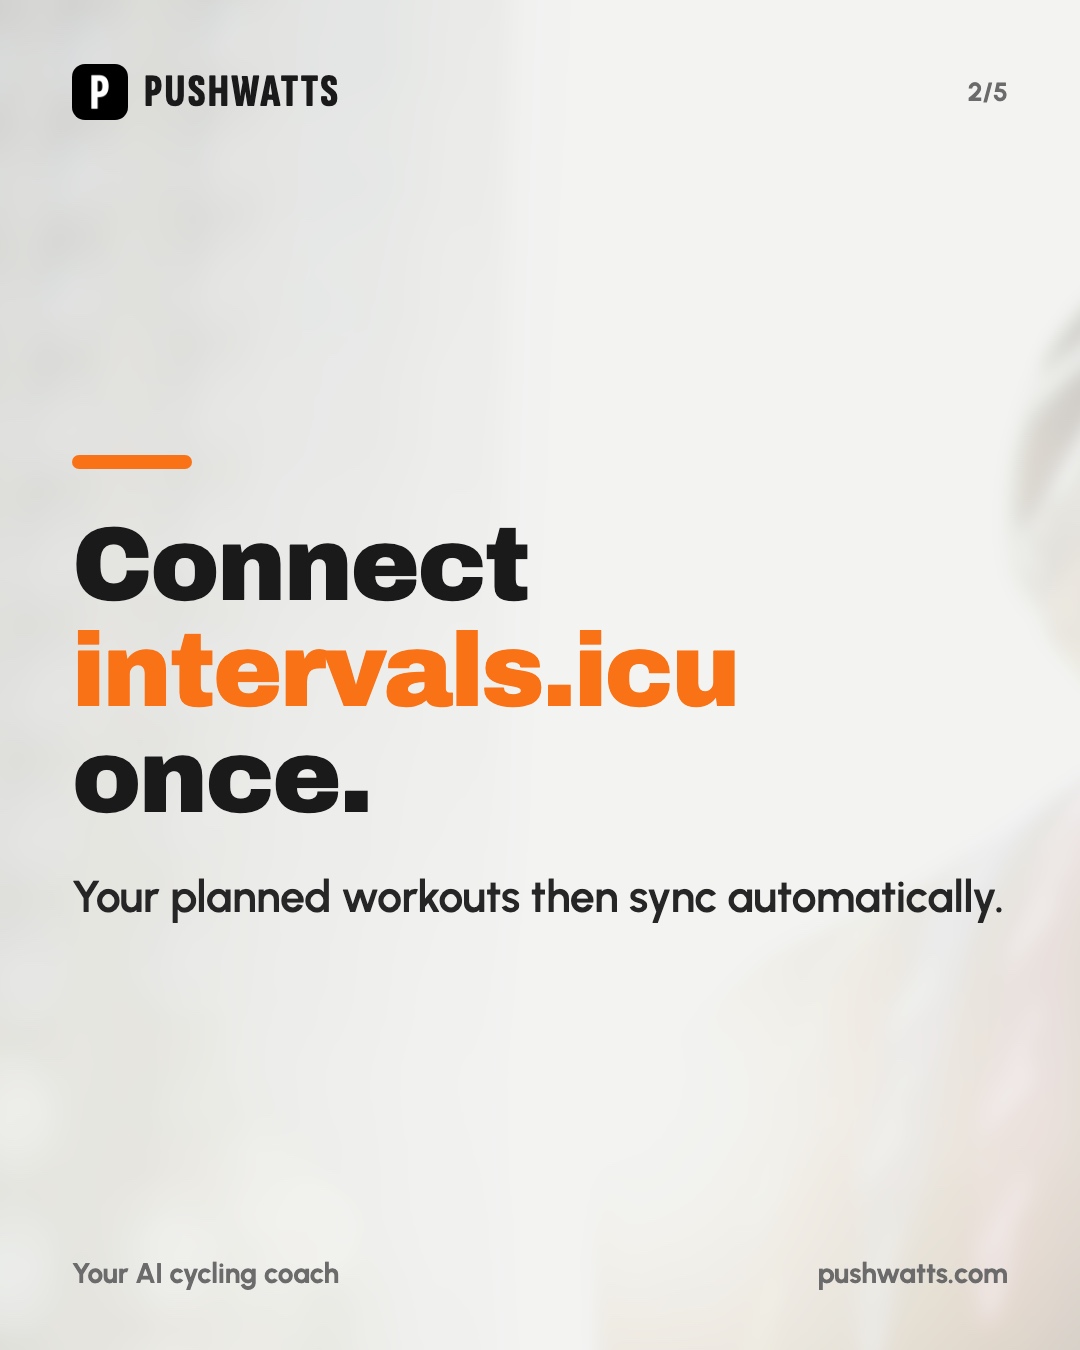 P PUSHWATTS
2/5
Connect
intervals.icu
once.
Your planned workouts then sync automatically.
Your AI cycling coach
pushwatts.com